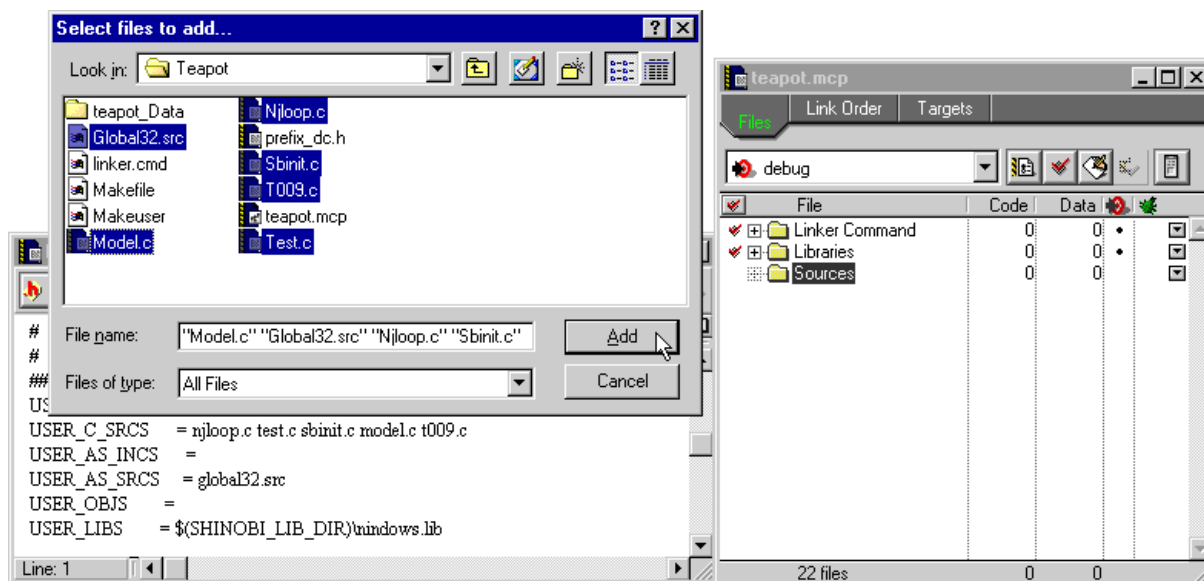 Select files to add...
Look in: Teapot
teapot_Data
Global32.src
linker.cmd
Makefile
Makeuser
Model.c
Njloop.c
prefix_dc.h
Sbinit.c
T009.c
teapot.mcp
Test.c
File name: "Model.c" "Global32.src" "Njloop.c" "Sbinit.c"
Add
Files of type: All Files
Cancel
#
#
##
US
USER_C_SRCS = njloop.c test.c sbinit.c model.c t009.c
USER_AS_INCS =
USER_AS_SRCS = global32.src
USER_OBJS =
USER_LIBS = $(SHINOBI_LIB_DIR)\nindows.lib
Line: 1
teapot.mcp
Files Link Order Targets
debug
File Code Data
Linker Command 0 0
Libraries 0 0
Sources 0 0
22 files 0 0